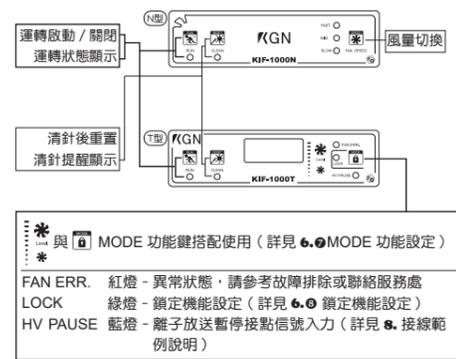 N型
運轉啟動 / 關閉
運轉狀態顯示
RUN
CLEAN
KGN
FAST
MID
SLOW
FAN SPEED
KIF-1000N
風量切換
清針後重置
清針提醒顯示
T型
KGN
RUN
CLEAN
Level
FAN ERR.
LOCK
MODE
HV PAUSE
KIF-1000T
Level 與 MODE MODE 功能鍵搭配使用（詳見 6.❼MODE 功能設定）
FAN ERR. 紅燈 - 異常狀態，請參考故障排除或聯絡服務處
LOCK 綠燈 - 鎖定機能設定（詳見 6.❽ 鎖定機能設定）
HV PAUSE 藍燈 - 離子放送暫停接點信號入力（詳見 8. 接線範
例說明）